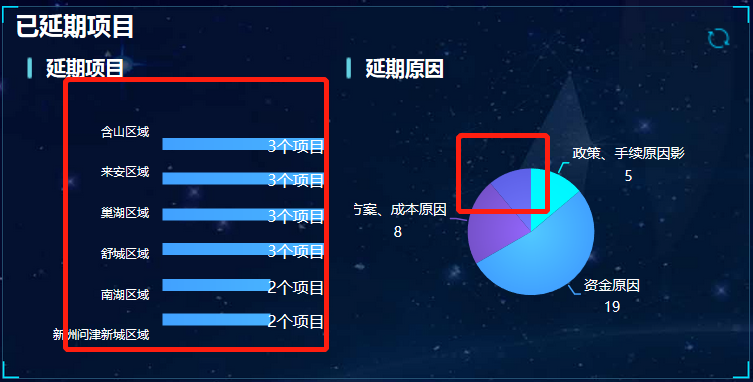 已延期项目
延期项目
延期原因
含山区域
3个项目
来安区域
3个项目
巢湖区域
3个项目
舒城区域
3个项目
南湖区域
2个项目
新洲问津新城区域
2个项目
政策、手续原因影
5
方案、成本原因
8
资金原因
19